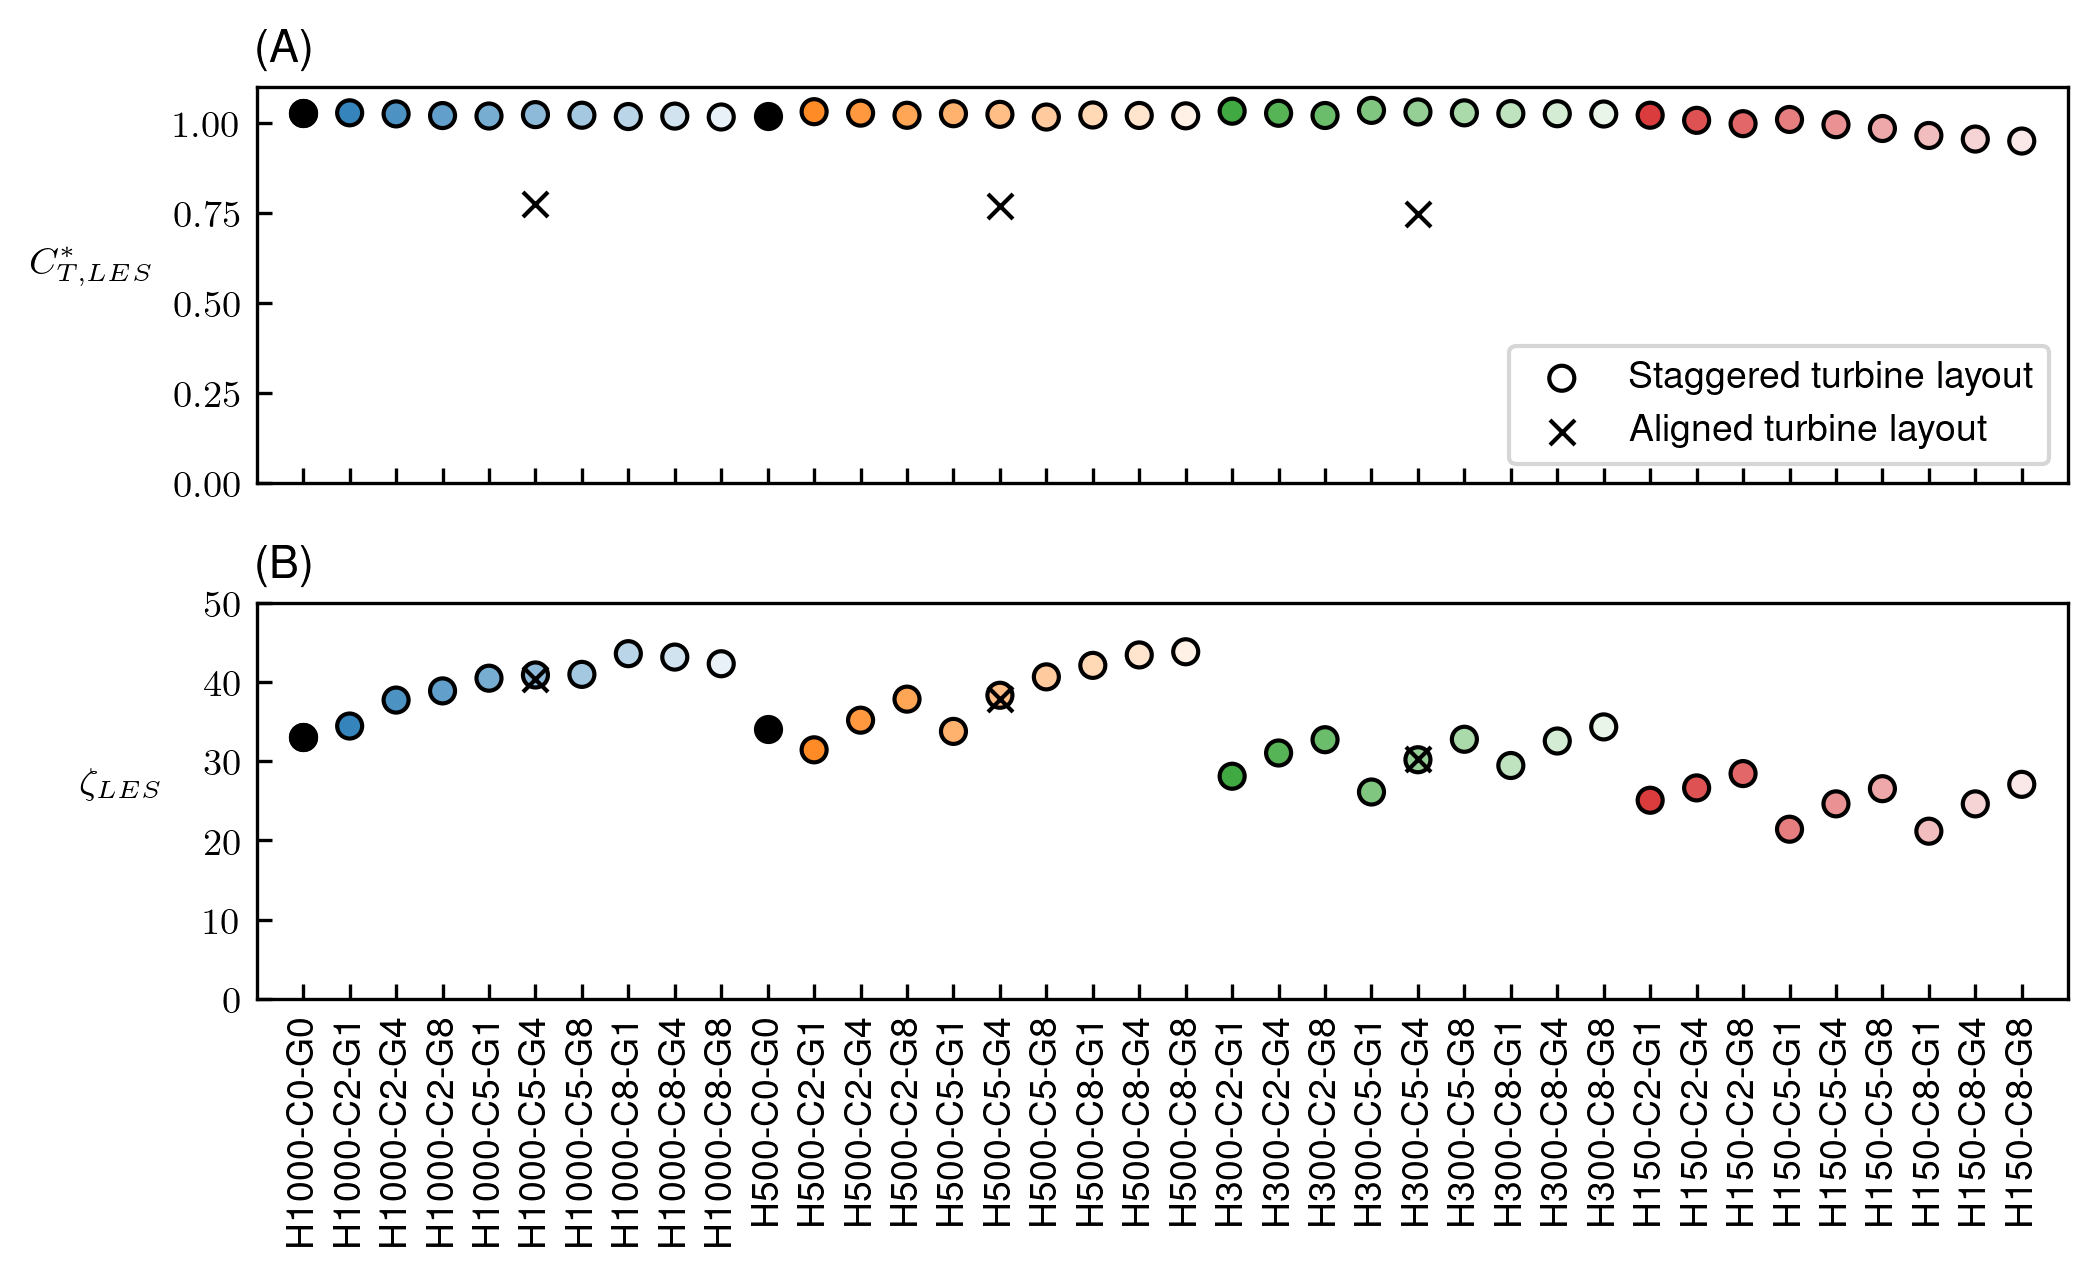 (A)
1.00
0.75
0.50
0.25
0.00
C*T,LES
Staggered turbine layout
Aligned turbine layout
(B)
50
40
30
20
10
0
ζLES
H1000-C0-G0
H1000-C2-G1
H1000-C2-G4
H1000-C2-G8
H1000-C5-G1
H1000-C5-G4
H1000-C5-G8
H1000-C8-G1
H1000-C8-G4
H1000-C8-G8
H500-C0-G0
H500-C2-G1
H500-C2-G4
H500-C2-G8
H500-C5-G1
H500-C5-G4
H500-C5-G8
H500-C8-G1
H500-C8-G4
H500-C8-G8
H300-C2-G1
H300-C2-G4
H300-C2-G8
H300-C5-G1
H300-C5-G4
H300-C5-G8
H300-C8-G1
H300-C8-G4
H300-C8-G8
H150-C2-G1
H150-C2-G4
H150-C2-G8
H150-C5-G1
H150-C5-G4
H150-C5-G8
H150-C8-G1
H150-C8-G4
H150-C8-G8